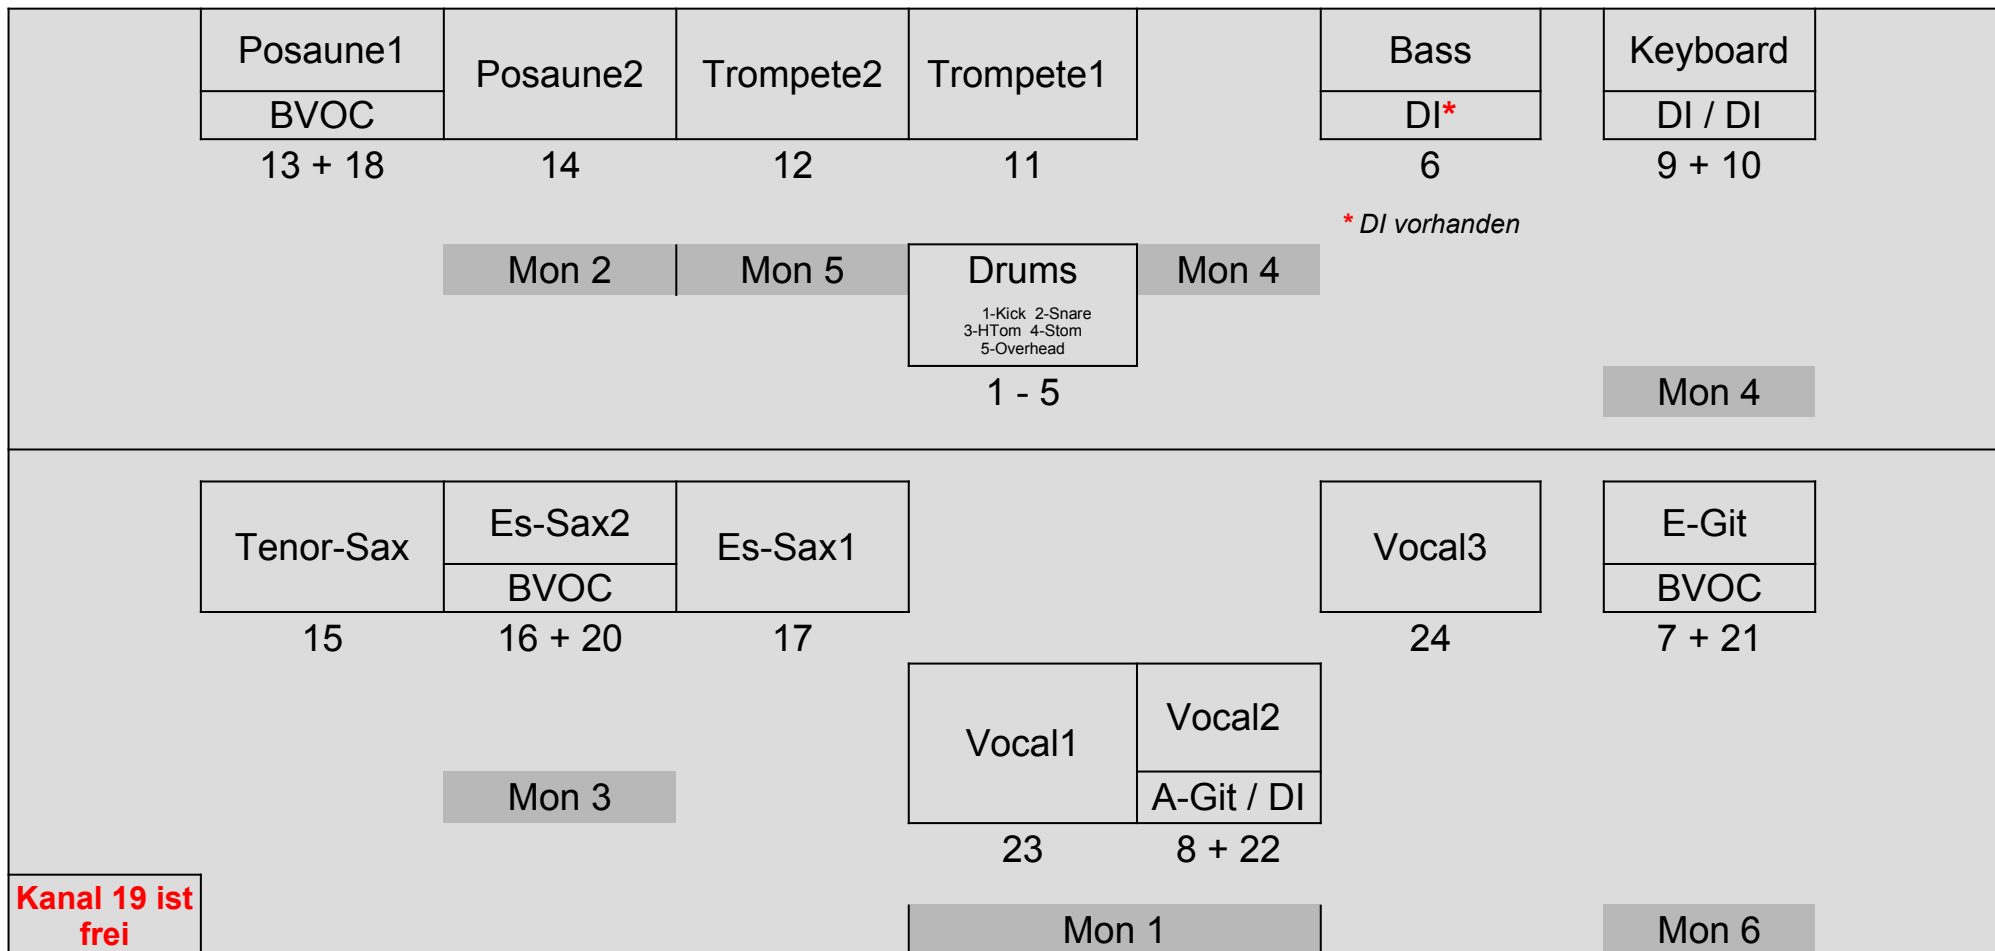 Posaune1
BVOC
13 + 18
Posaune2
14
Trompete2
12
Trompete1
11
Bass
DI*
6
* DI vorhanden
Keyboard
DI / DI
9 + 10
Mon 2
Mon 5
Drums
1-Kick 2-Snare
3-HTom 4-Stom
5-Overhead
1 - 5
Mon 4
Mon 4
Tenor-Sax
15
Es-Sax2
BVOC
16 + 20
Es-Sax1
17
Vocal3
24
E-Git
BVOC
7 + 21
Vocal1
23
Vocal2
A-Git / DI
8 + 22
Mon 3
Kanal 19 ist
frei
Mon 1
Mon 6